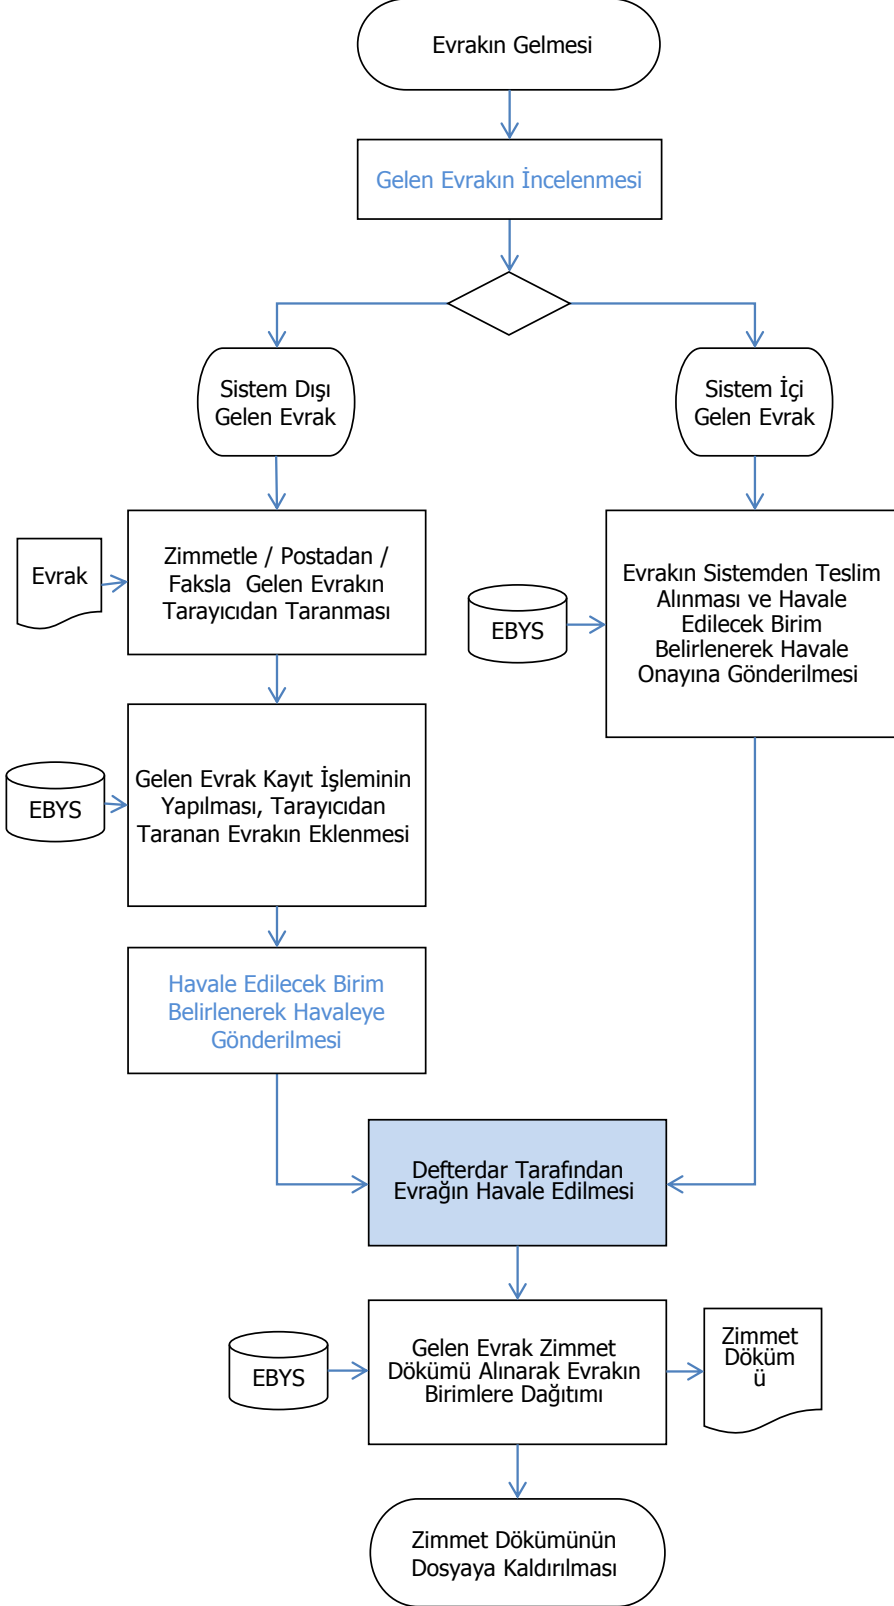 Evrakın Gelmesi
Gelen Evrakın İncelenmesi
Sistem Dışı
Gelen Evrak
Sistem İçi
Gelen Evrak
Evrak
Zimmetle / Postadan /
Faksla  Gelen Evrakın
Tarayıcıdan Taranması
EBYS
Evrakın Sistemden Teslim
Alınması ve Havale
Edilecek Birim
Belirlenerek Havale
Onayına Gönderilmesi
EBYS
Gelen Evrak Kayıt İşleminin
Yapılması, Tarayıcıdan
Taranan Evrakın Eklenmesi
Havale Edilecek Birim
Belirlenerek Havaleye
Gönderilmesi
Defterdar Tarafından
Evrağın Havale Edilmesi
EBYS
Gelen Evrak Zimmet
Dökümü Alınarak Evrakın
Birimlere Dağıtımı
Zimmet
Döküm
ü
Zimmet Dökümünün
Dosyaya Kaldırılması